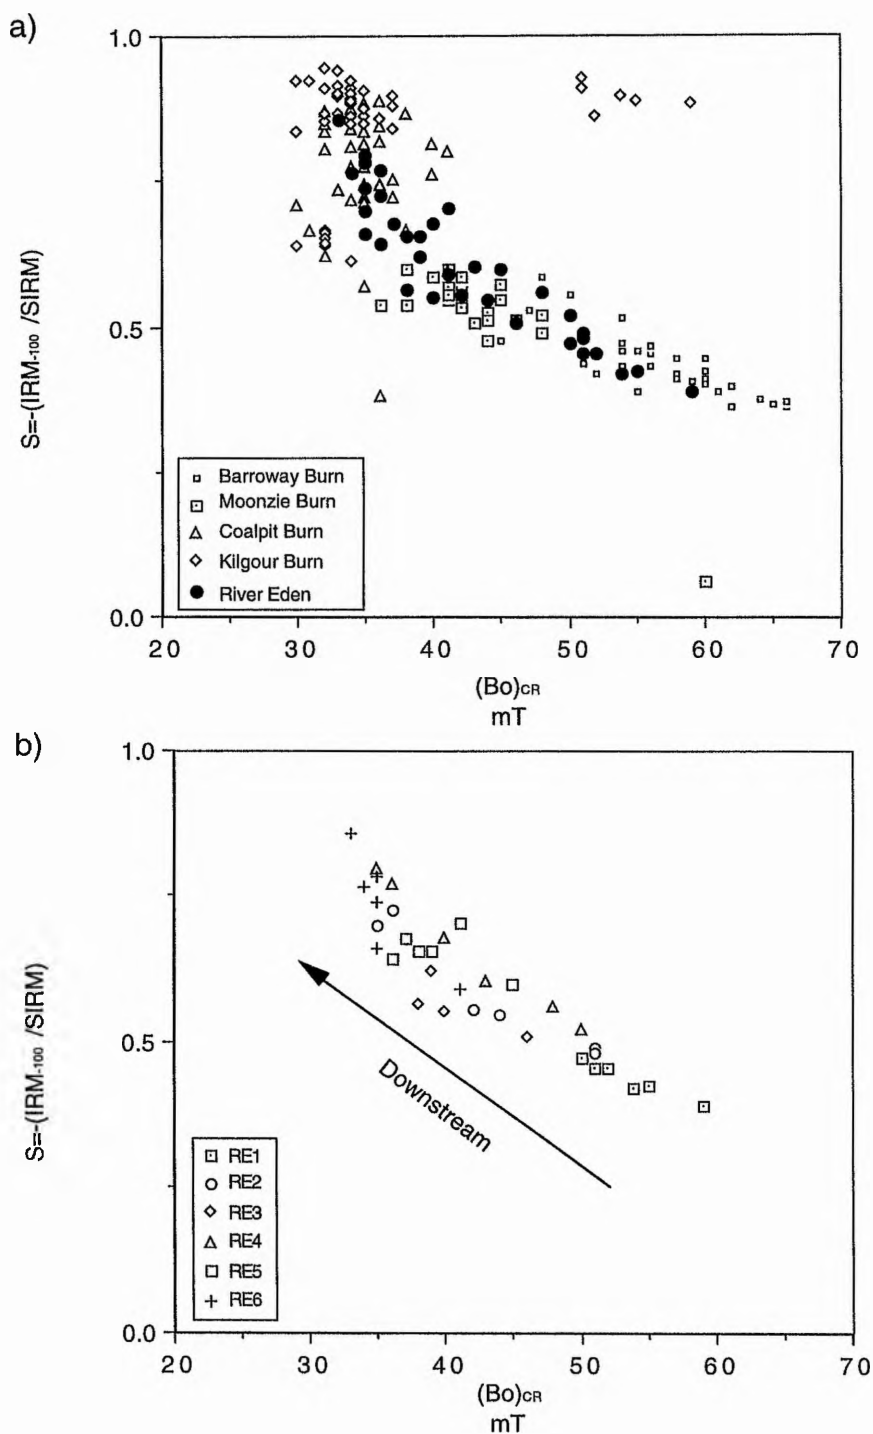 a)
1.0
0.5
0.0
S=-(IRM-100 /SIRM)
Barroway Burn
Moonzie Burn
Coalpit Burn
Kilgour Burn
River Eden
20 30 40 50 60 70
(Bo)CR
mT
b)
1.0
0.5
0.0
S=-(IRM-100 /SIRM)
Downstream
RE1
RE2
RE3
RE4
RE5
RE6
20 30 40 50 60 70
(Bo)CR
mT